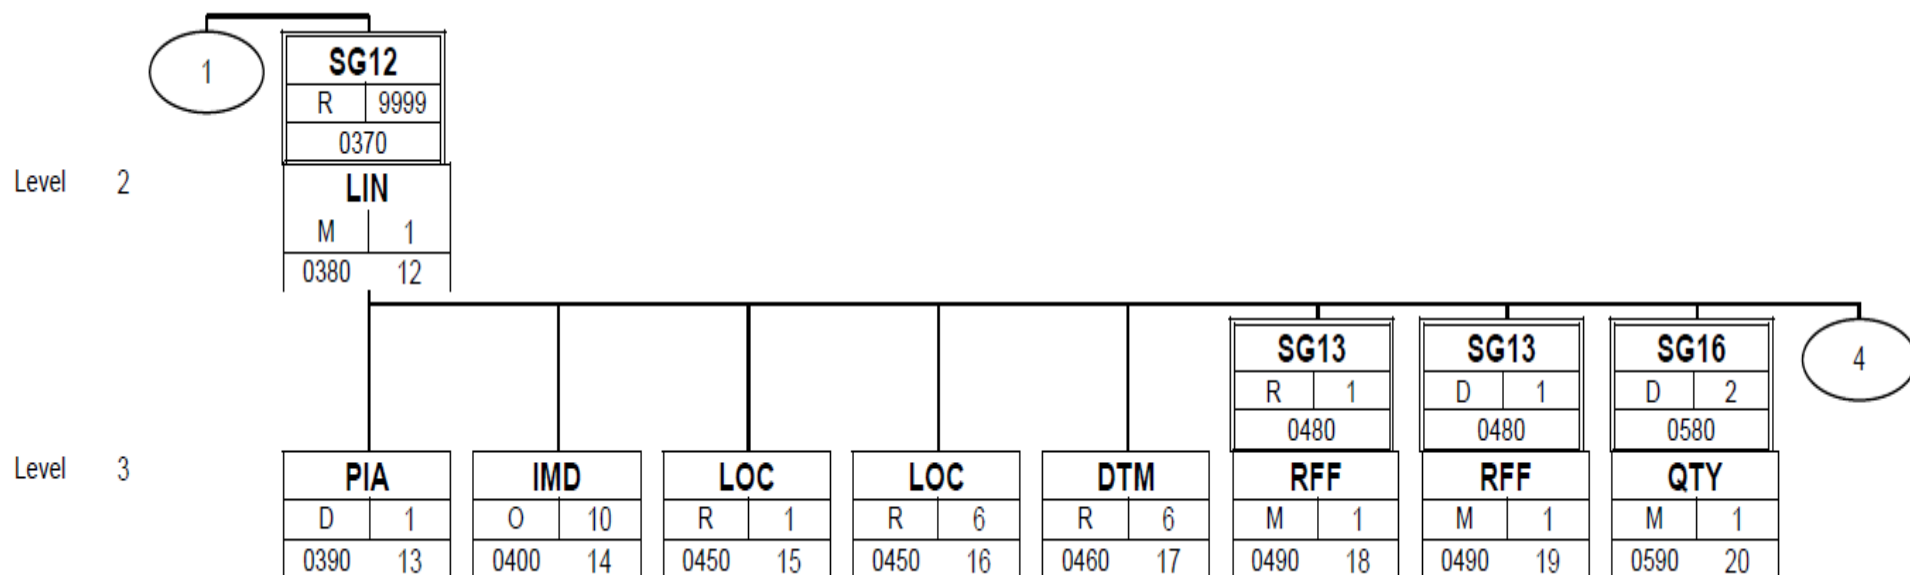 1
SG12
R 9999
0370
Level 2
LIN
M 1
0380 12
SG13 SG13 SG16 4
R 1 D 1 D 2
0480 0480 0580
Level 3
PIA IMD LOC LOC DTM RFF RFF QTY
D 1 O 10 R 1 R 6 R 6 M 1 M 1 M 1
0390 13 0400 14 0450 15 0450 16 0460 17 0490 18 0490 19 0590 20